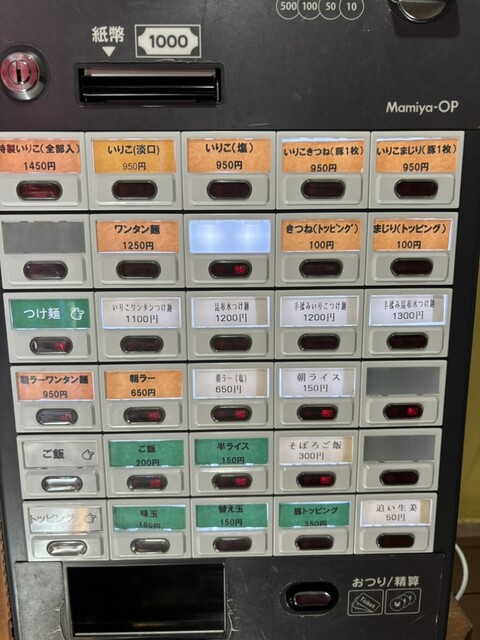 500 100 50 10
紙幣 1000
Mamiya-OP
特製いりこ(全部入)
1450円
いりこ(淡口)
950円
いりこ(塩)
950円
いりこきつね(豚1枚)
950円
いりこまじり(豚1枚)
950円
ワンタン麺
1250円
きつね(トッピング)
100円
まじり(トッピング)
100円
つけ麺
いりこワンタンつけ麺
1100円
昆布水つけ麺
1200円
手揉みいりこつけ麺
1200円
手揉み昆布水つけ麺
1300円
朝ラーワンタン麺
950円
朝ラー
650円
朝ラー(塩)
650円
朝ライス
150円
ご飯
ご飯
200円
半ライス
150円
そぼろご飯
300円
トッピング
味玉
替え玉
150円
豚トッピング
350円
追い生姜
50円
おつり/精算
Ticket